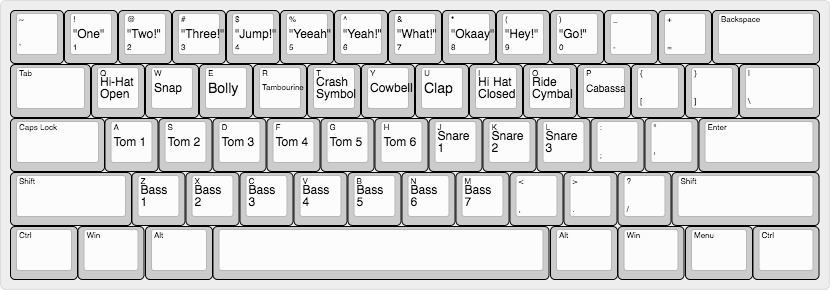 ~ ! @ # $ % ^ & * ( ) _ + Backspace
"One" "Two!" "Three!" "Jump!" "Yeeah" "Yeah!" "What!" "Okaay" "Hey!" "Go!"
` 1 2 3 4 5 6 7 8 9 0 - =
Tab Q W E R T Y U I O P { } |
Hi-Hat Open Snap Bolly Tambourine Crash Symbol Cowbell Clap Hi Hat Closed Ride Cymbal Cabassa
[ ] \
Caps Lock A S D F G H J K L : " Enter
Tom 1 Tom 2 Tom 3 Tom 4 Tom 5 Tom 6 Snare 1 Snare 2 Snare 3
; '
Shift Z X C V B N M < > ? Shift
Bass 1 Bass 2 Bass 3 Bass 4 Bass 5 Bass 6 Bass 7
, . /
Ctrl Win Alt Alt Win Menu Ctrl